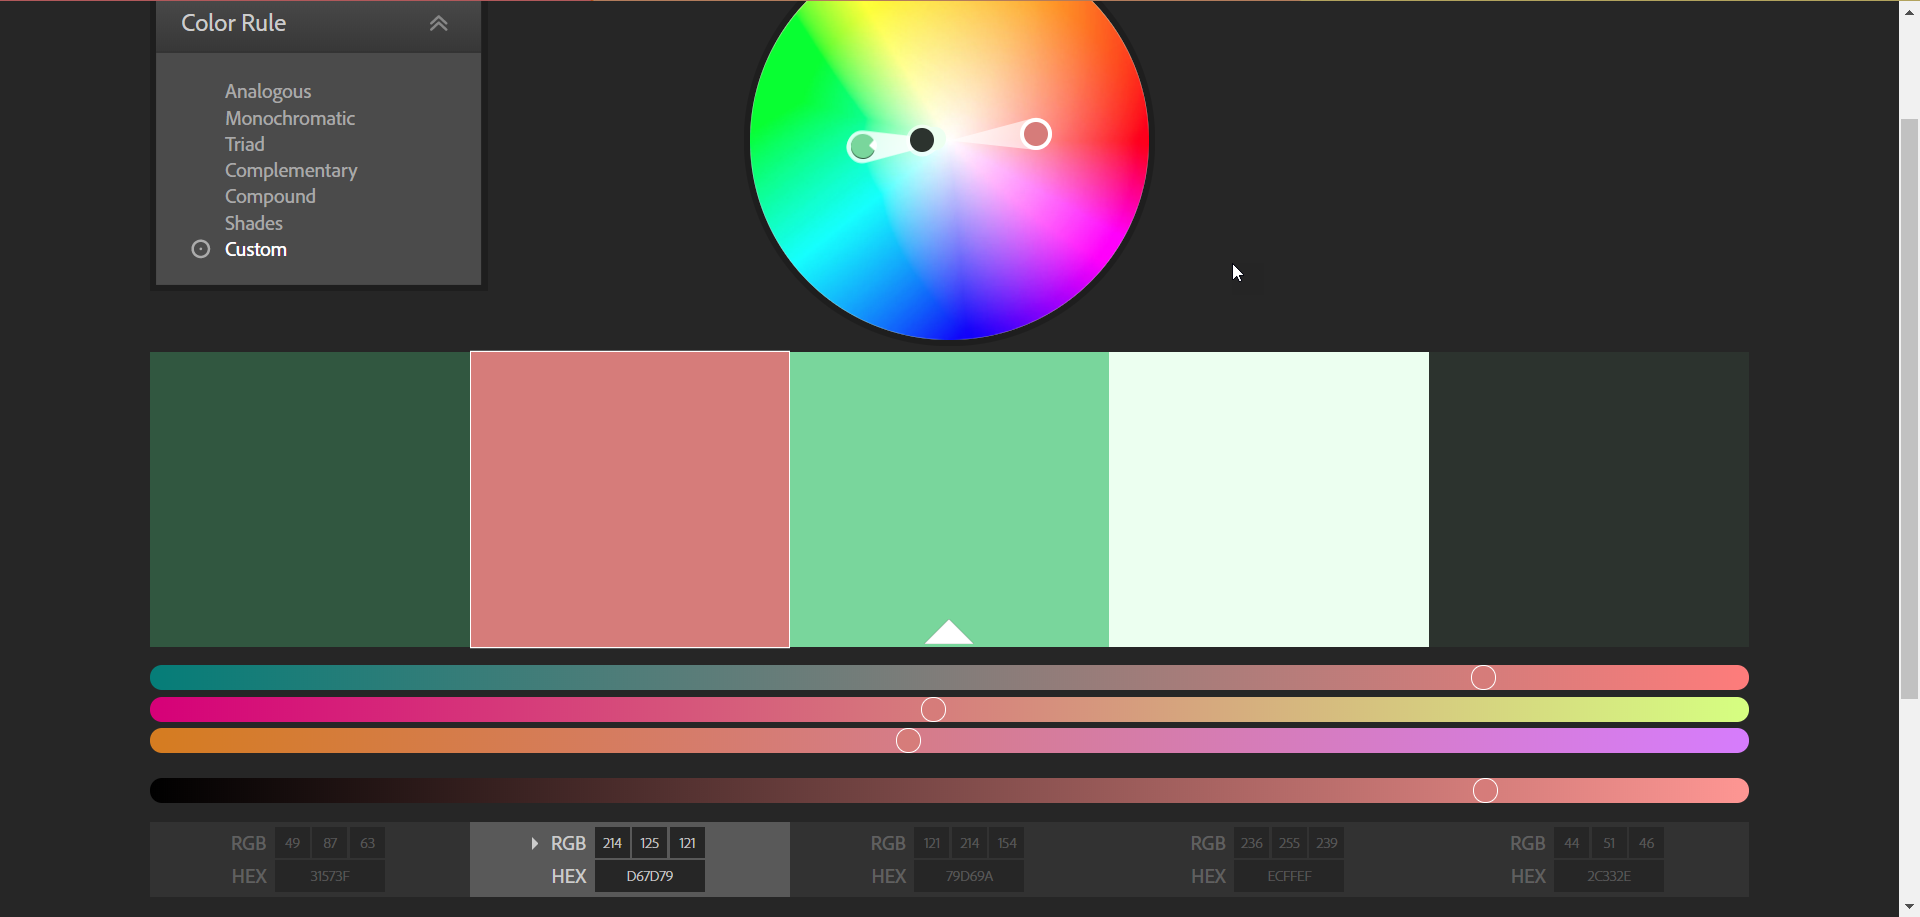 Color Rule
Analogous
Monochromatic
Triad
Complementary
Compound
Shades
Custom
RGB 49 87 63
HEX 31573F
RGB 214 125 121
HEX D67D79
RGB 121 214 154
HEX 79D69A
RGB 236 255 239
HEX ECFFEF
RGB 44 51 46
HEX 2C332E